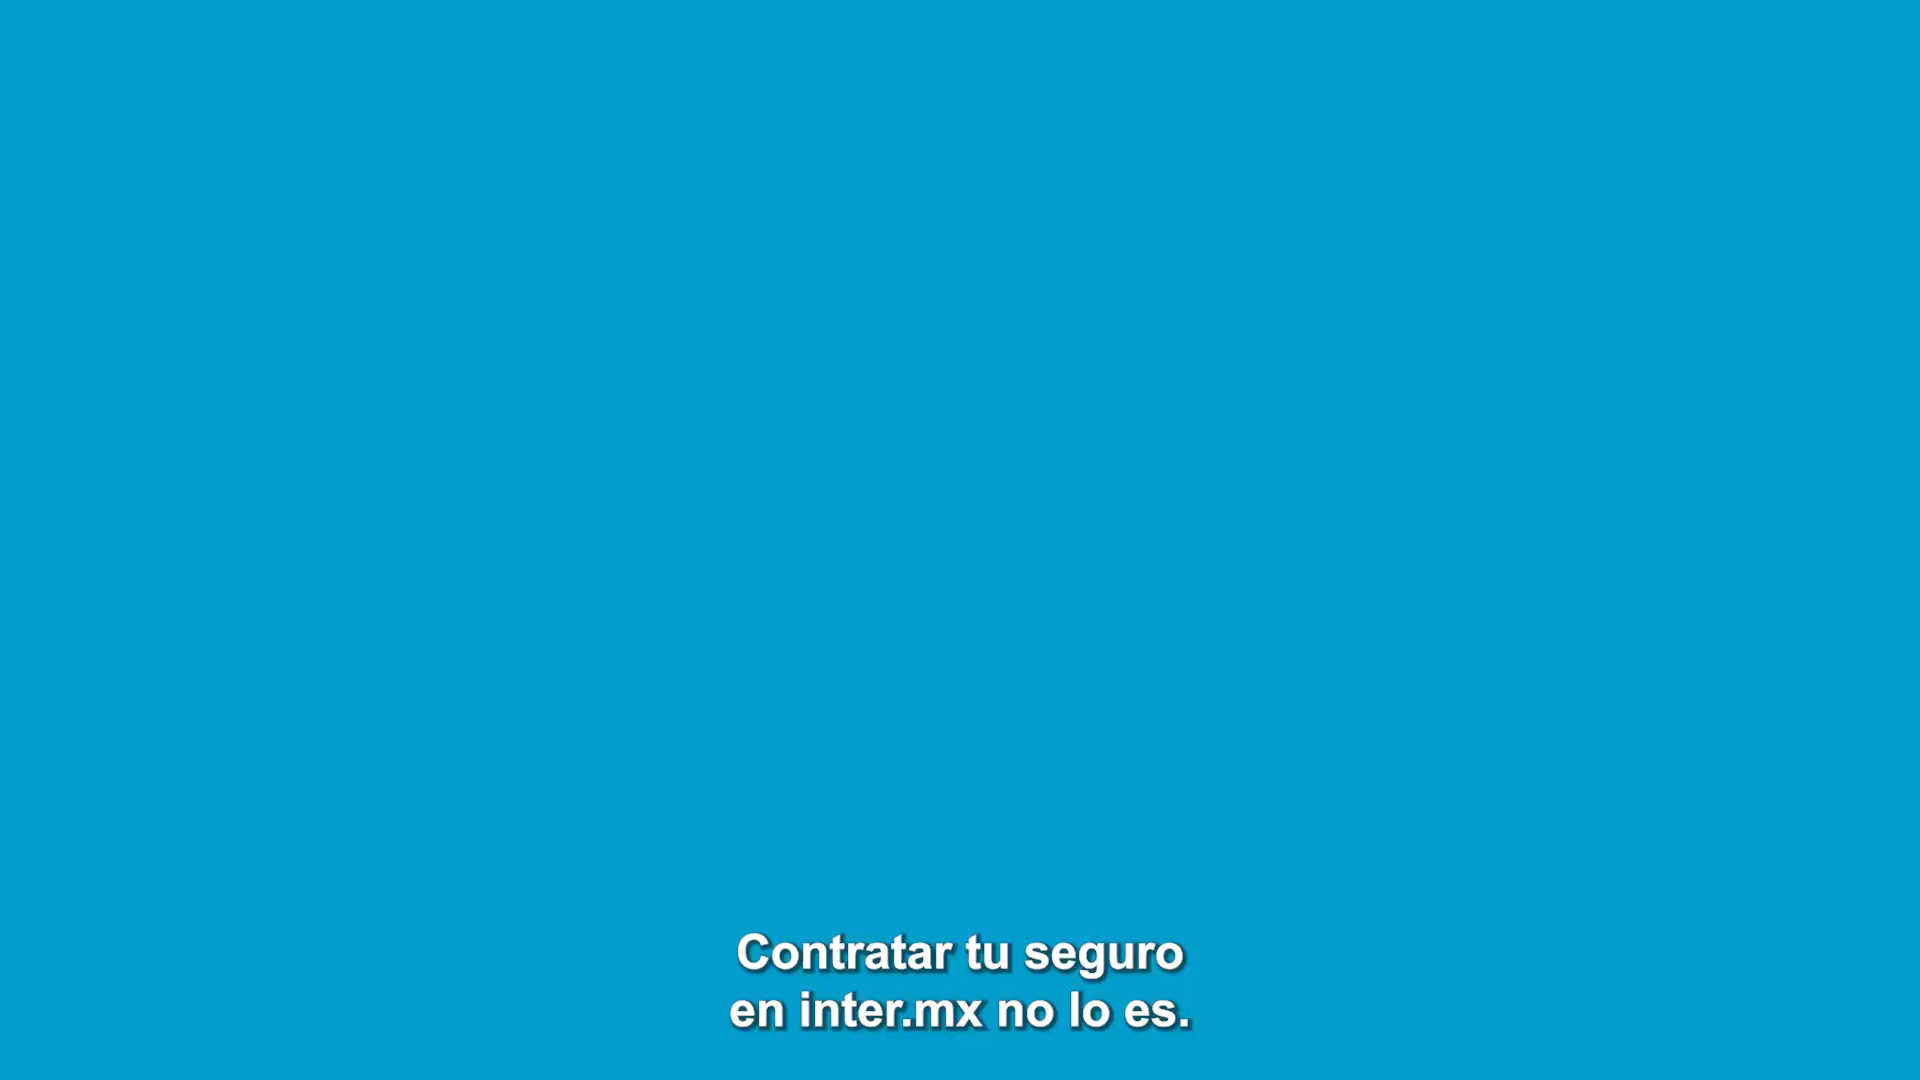 Contratar tu seguro
en inter.mx no lo es.